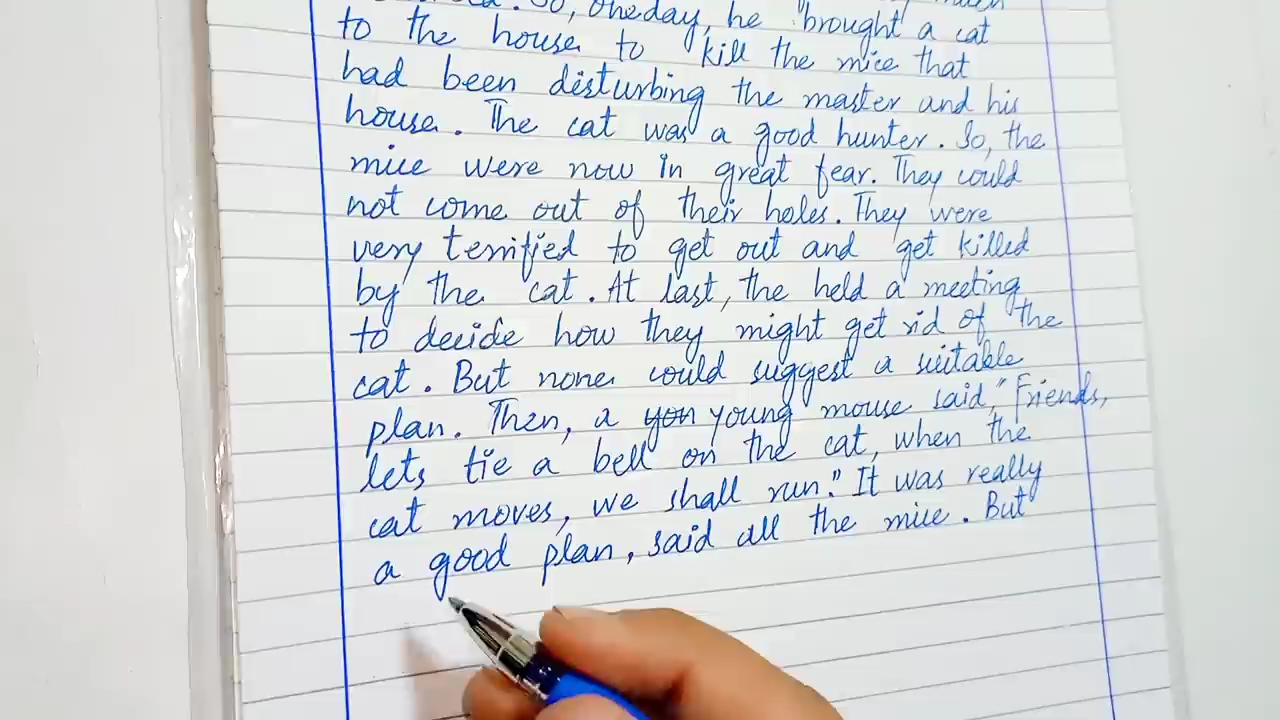 So, oneday, he brought a cat
to the house to kill the mice that
had been disturbing the master and his
house. The cat was a good hunter. So, the
mice were now in great fear. They could
not come out of their holes. They were
very terrified to get out and get killed
by the cat. At last, the held a meeting
to decide how they might get rid of the
cat. But none could suggest a suitable
plan. Then, a yon young mouse said, "Friends,
lets tie a bell on the cat, when the
cat moves, we shall run." It was really
a good plan, said all the mice. But